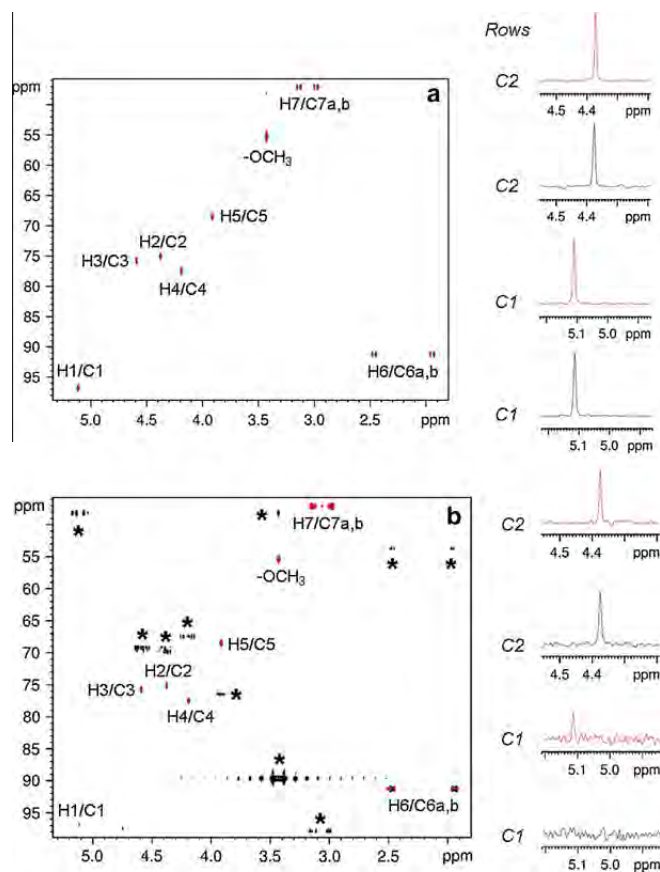 Rows
C2
4.5 4.4 ppm
C2
4.5 4.4 ppm
C1
5.1 5.0 ppm
C1
5.1 5.0 ppm
C2
4.5 4.4 ppm
C2
4.5 4.4 ppm
C1
5.1 5.0 ppm
C1
5.1 5.0 ppm
ppm
a
H7/C7a,b
55
-OCH3
60
65
H5/C5
70
H2/C2
75
H3/C3
80
H4/C4
85
90
H6/C6a,b
95
H1/C1
5.0 4.5 4.0 3.5 3.0 2.5 ppm
ppm
b
* *
H7/C7a,b
55
-OCH3
* *
60
65
* * *
H5/C5
70
H2/C2
75
H3/C3
*
80
H4/C4
85
*
90
H6/C6a,b
95
H1/C1
*
5.0 4.5 4.0 3.5 3.0 2.5 ppm